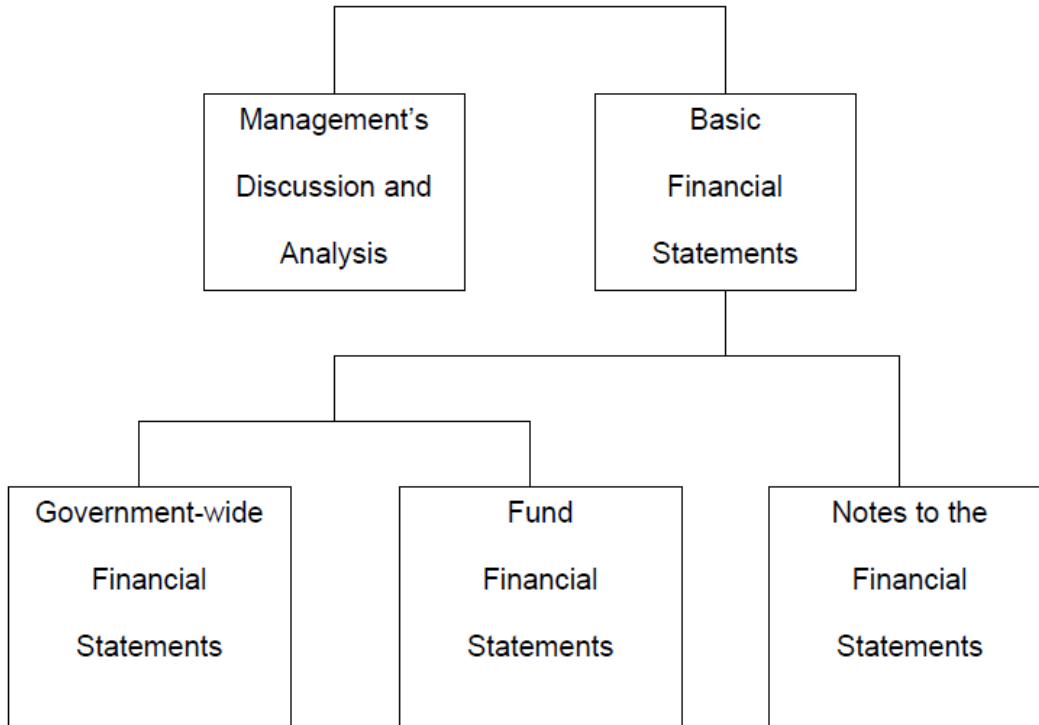 Management’s
Discussion and
Analysis
Basic
Financial
Statements
Government-wide
Financial
Statements
Fund
Financial
Statements
Notes to the
Financial
Statements